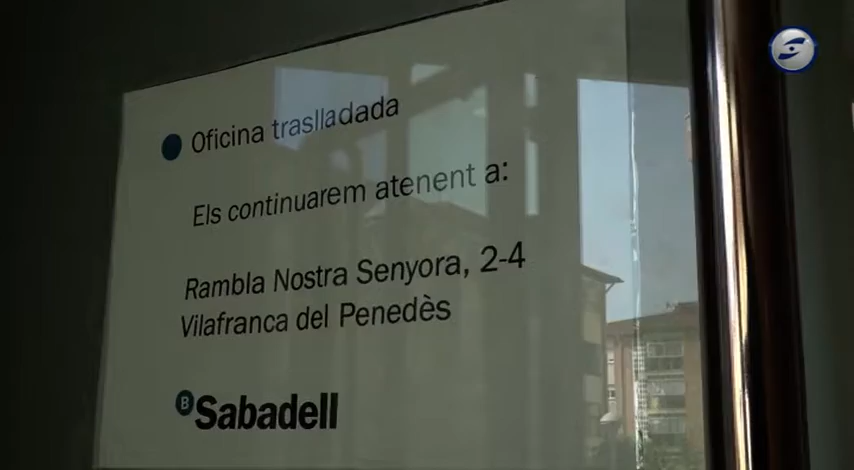 Oficina traslladada
Els continuarem atenent a:
Rambla Nostra Senyora, 2-4
Vilafranca del Penedès
B Sabadell